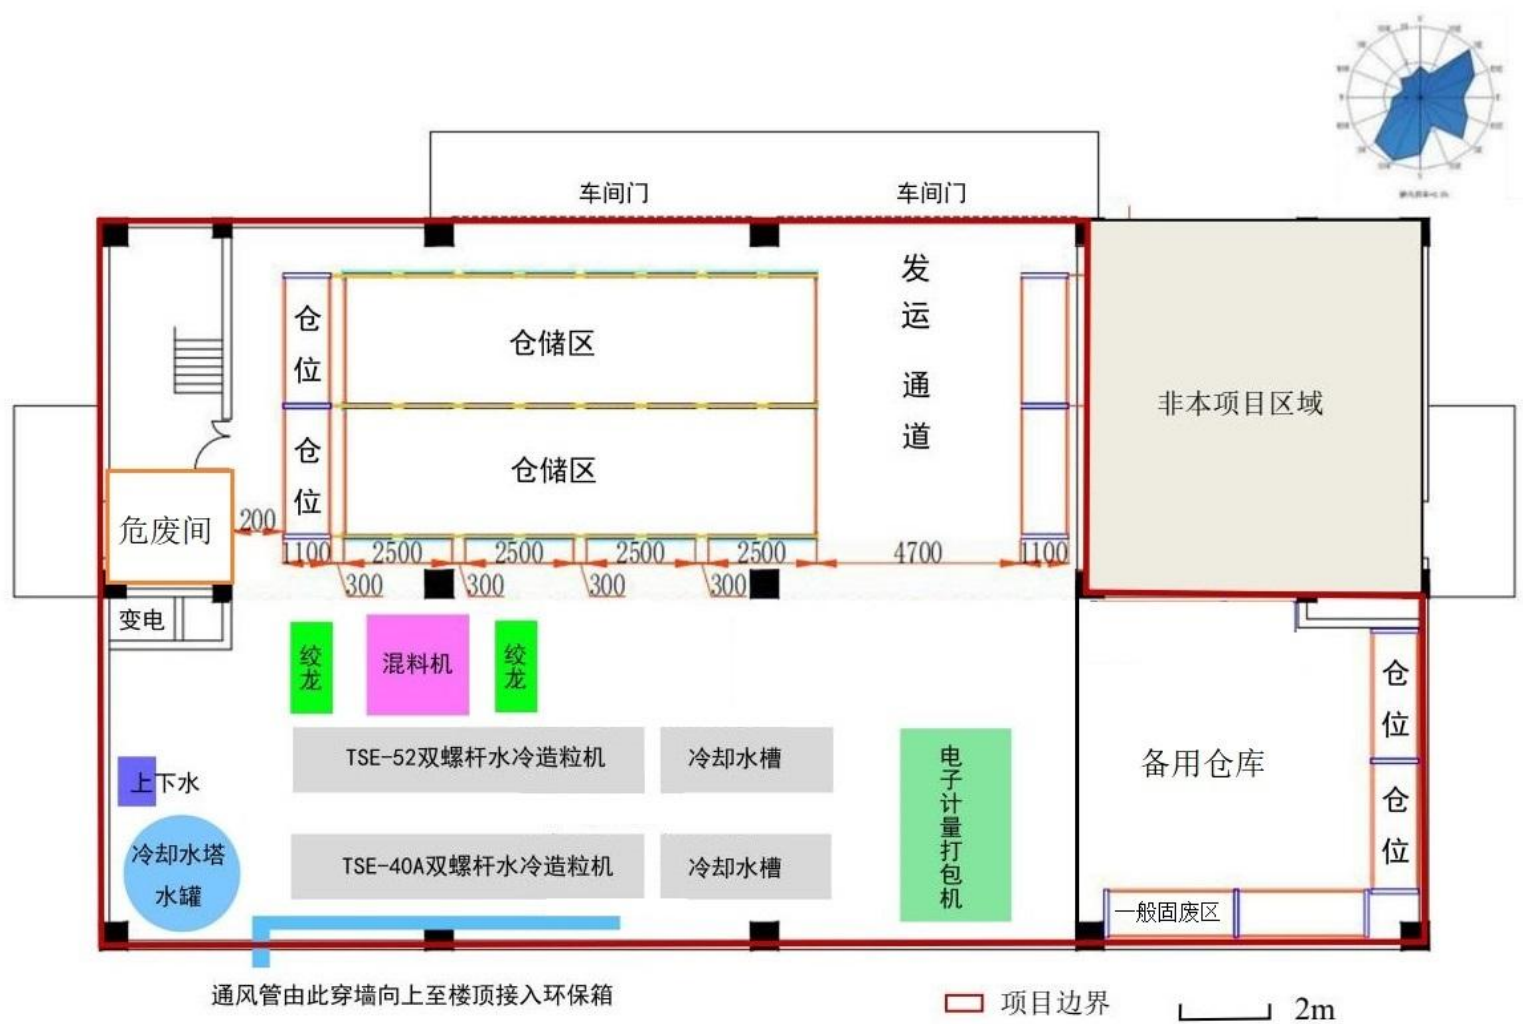 车间门
车间门
发运通道
仓位
仓储区
仓位
仓储区
非本项目区域
危废间
200
1100
2500
2500
2500
2500
4700
1100
300
300
300
300
变电
绞龙
混料机
绞龙
TSE-52双螺杆水冷造粒机
冷却水槽
电子计量打包机
备用仓库
仓位
仓位
上下水
冷却水塔
水罐
TSE-40A双螺杆水冷造粒机
冷却水槽
一般固废区
通风管由此穿墙向上至楼顶接入环保箱
项目边界
2m